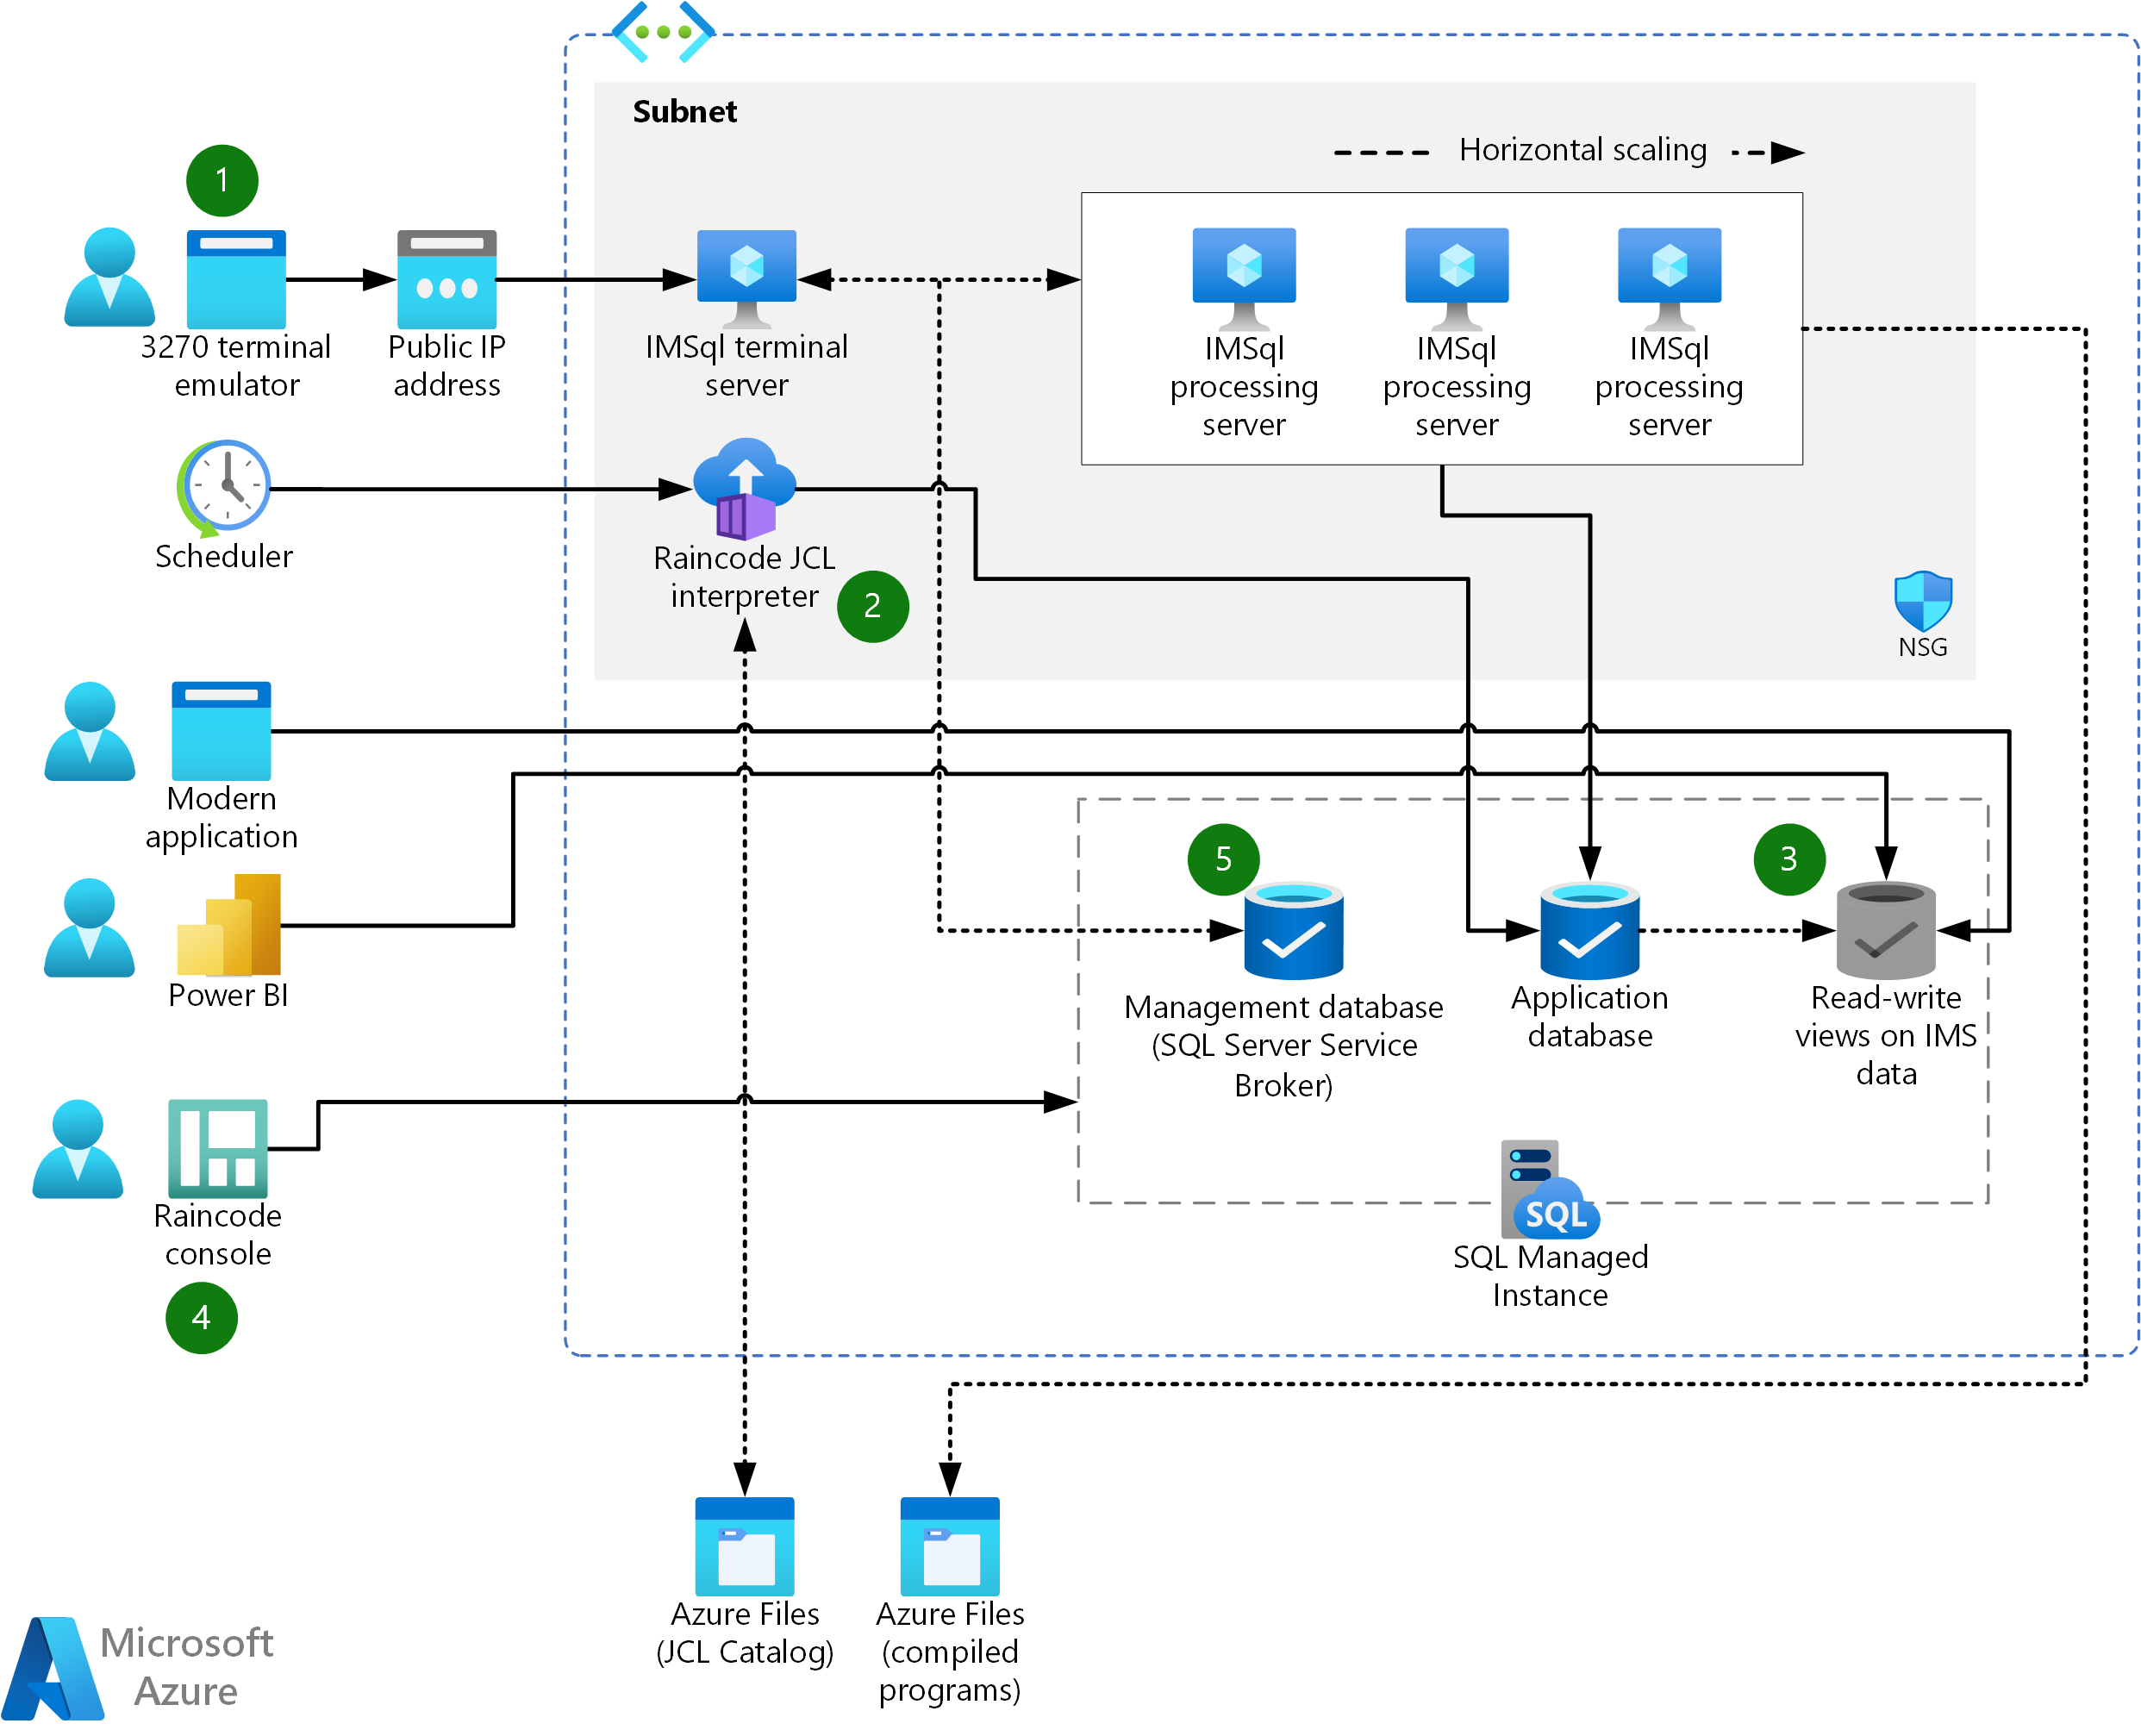 Subnet
Horizontal scaling
1
3270 terminal
emulator
Public IP
address
IMSql terminal
server
IMSql
processing
server
IMSql
processing
server
IMSql
processing
server
Scheduler
Raincode JCL
interpreter
2
NSG
Modern
application
Power BI
5
Management database
(SQL Server Service
Broker)
Application
database
3
Read-write
views on IMS
data
Raincode
console
4
SQL
SQL Managed
Instance
Azure Files
(JCL Catalog)
Azure Files
(compiled
programs)
Microsoft
Azure